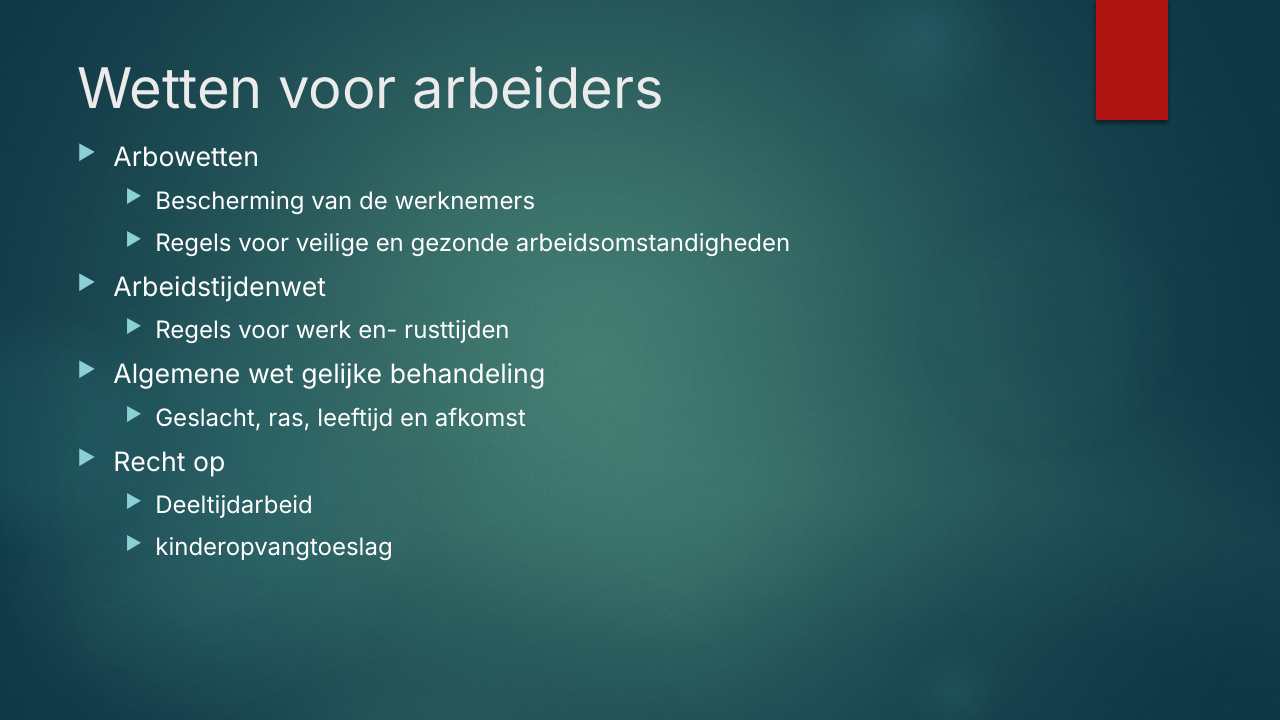 Wetten voor arbeiders
Arbowetten
Bescherming van de werknemers
Regels voor veilige en gezonde arbeidsomstandigheden
Arbeidstijdenwet
Regels voor werk en- rusttijden
Algemene wet gelijke behandeling
Geslacht, ras, leeftijd en afkomst
Recht op
Deeltijdarbeid
kinderopvangtoeslag